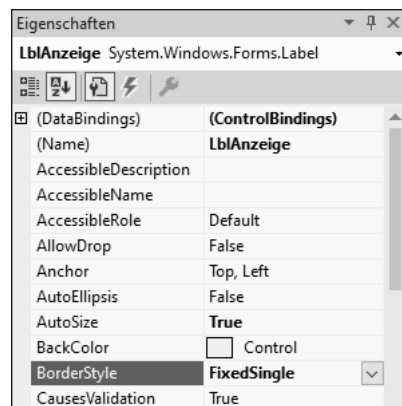 Eigenschaften
LblAnzeige System.Windows.Forms.Label
(DataBindings) (ControlBindings)
(Name) LblAnzeige
AccessibleDescription
AccessibleName
AccessibleRole Default
AllowDrop False
Anchor Top, Left
AutoEllipsis False
AutoSize True
BackColor Control
BorderStyle FixedSingle
CausesValidation True